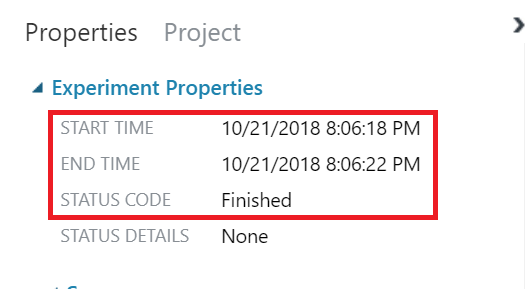 Properties Project
Experiment Properties
START TIME 10/21/2018 8:06:18 PM
END TIME 10/21/2018 8:06:22 PM
STATUS CODE Finished
STATUS DETAILS None